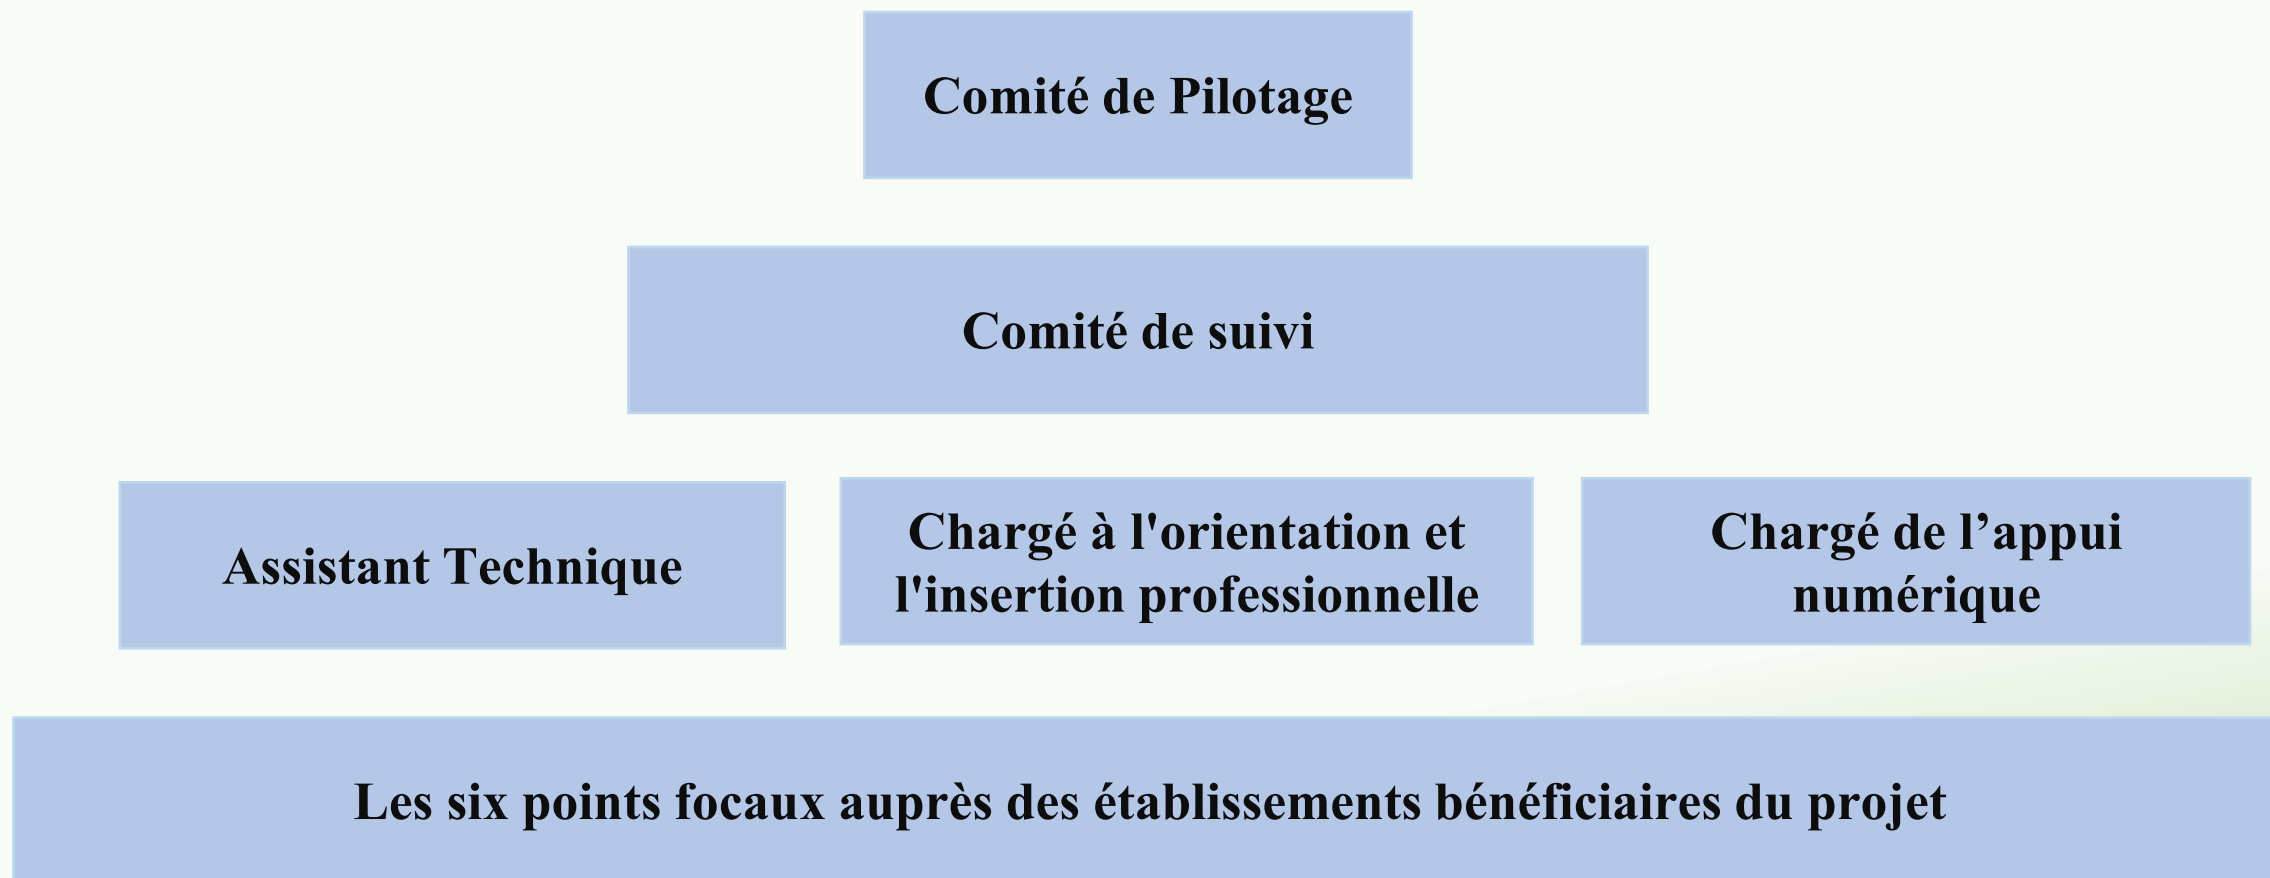 Comité de Pilotage
Comité de suivi
Assistant Technique
Chargé à l'orientation et
l'insertion professionnelle
Chargé de l’appui
numérique
Les six points focaux auprès des établissements bénéficiaires du projet